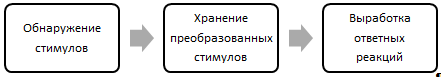 Обнаружение
стимулов
Хранение
преобразованных
стимулов
Выработка
ответных
реакций